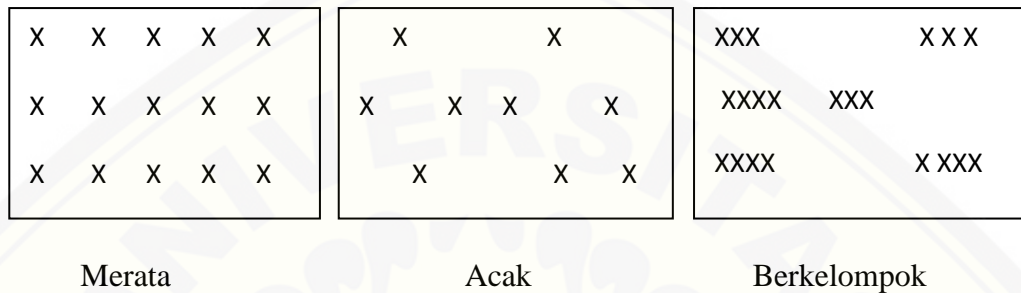 X X X X X
X X X X X
X X X X X
X X
X X X X
X X X
XXX X X X
XXXX XXX
XXXX X XXX
Merata
Acak
Berkelompok